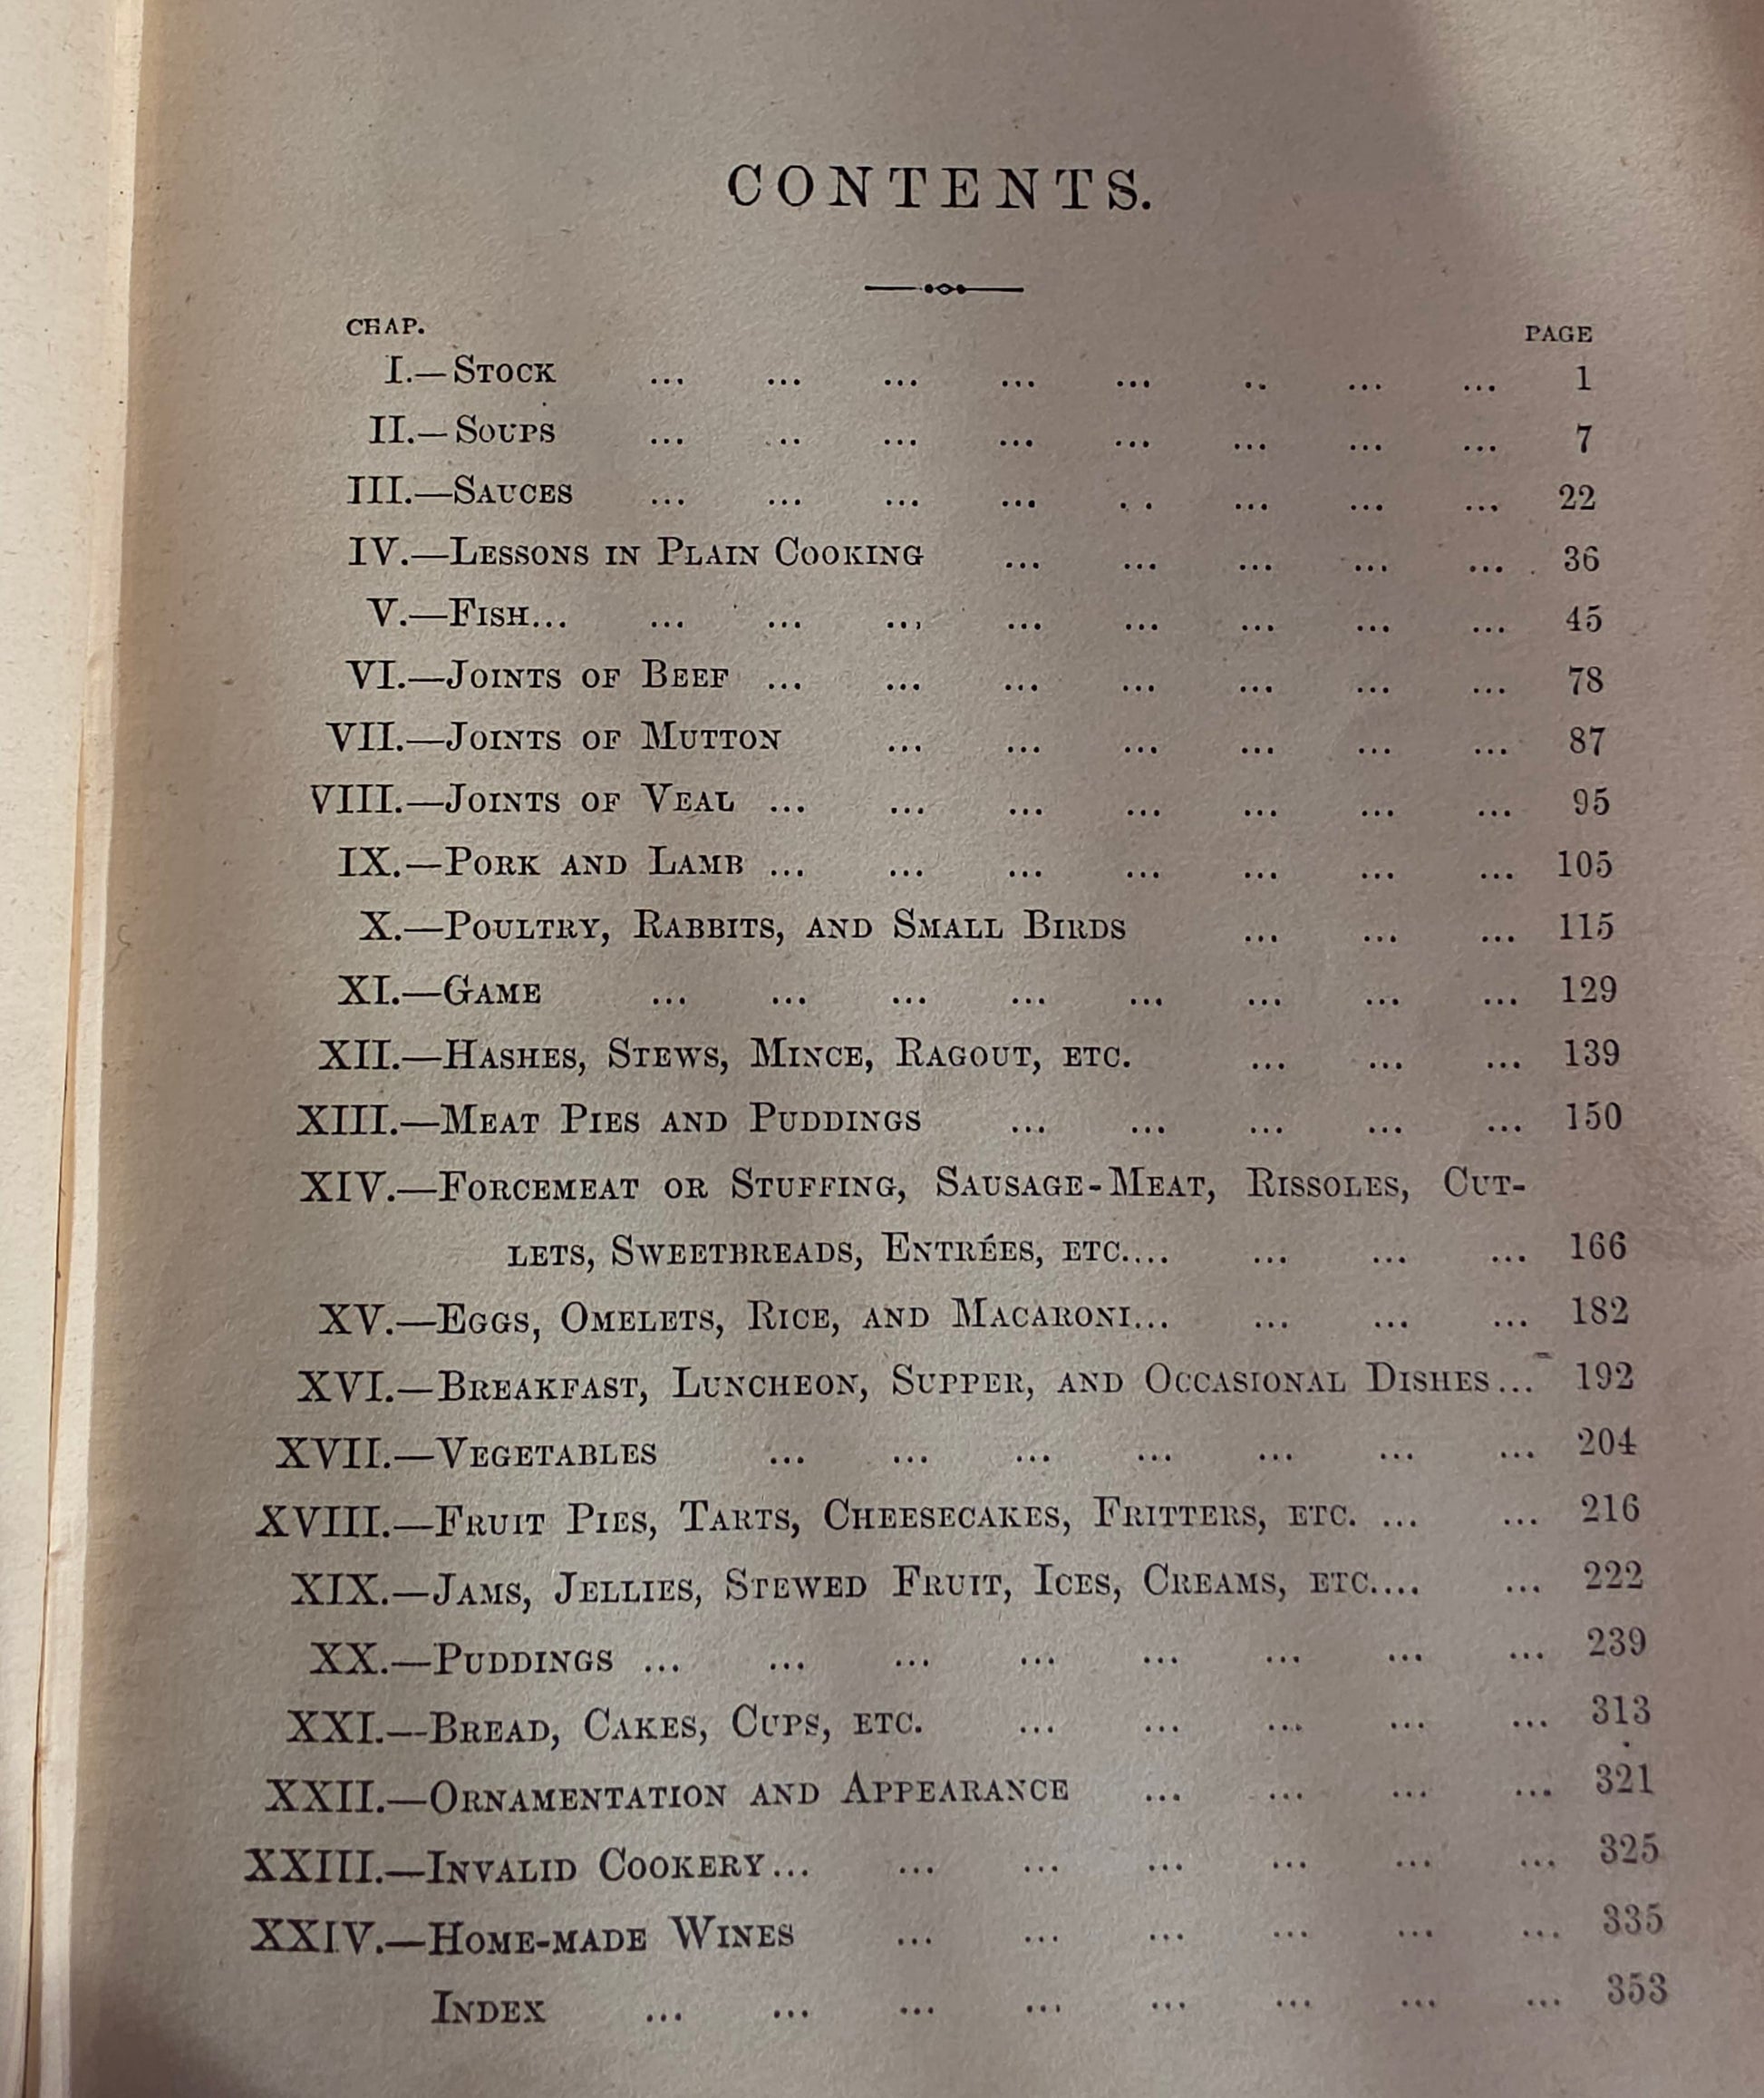 CONTENTS.
CHAP. PAGE
I.—STOCK ... ... ... ... ... .. ... ... 1
II.—SOUPS ... .. ... ... ... ... ... ... 7
III.—SAUCES ... ... ... ... . . ... ... ... 22
IV.—LESSONS IN PLAIN COOKING ... ... ... ... ... 36
V.—FISH... ... ... ... ... ... ... ... ... 45
VI.—JOINTS OF BEEF ... ... ... ... ... ... ... 78
VII.—JOINTS OF MUTTON ... ... ... ... ... ... 87
VIII.—JOINTS OF VEAL ... ... ... ... ... ... ... 95
IX.—PORK AND LAMB ... ... ... ... ... ... ... 105
X.—POULTRY, RABBITS, AND SMALL BIRDS ... ... ... 115
XI.—GAME ... ... ... ... ... ... ... ... 129
XII.—HASHES, STEWS, MINCE, RAGOUT, ETC. ... ... ... 139
XIII.—MEAT PIES AND PUDDINGS ... ... ... ... ... 150
XIV.—FORCEMEAT OR STUFFING, SAUSAGE-MEAT, RISSOLES, CUT-
LETS, SWEETBREADS, ENTRÉES, ETC.... ... ... ... 166
XV.—EGGS, OMELETS, RICE, AND MACARONI... ... ... ... 182
XVI.—BREAKFAST, LUNCHEON, SUPPER, AND OCCASIONAL DISHES... 192
XVII.—VEGETABLES ... ... ... ... ... ... ... 204
XVIII.—FRUIT PIES, TARTS, CHEESECAKES, FRITTERS, ETC. ... ... 216
XIX.—JAMS, JELLIES, STEWED FRUIT, ICES, CREAMS, ETC.... ... 222
XX.—PUDDINGS ... ... ... ... ... ... ... ... 239
XXI.—BREAD, CAKES, CUPS, ETC. ... ... ... ... ... 313
XXII.—ORNAMENTATION AND APPEARANCE ... ... ... ... 321
XXIII.—INVALID COOKERY... ... ... ... ... ... ... 325
XXIV.—HOME-MADE WINES ... ... ... ... ... ... 335
INDEX ... ... ... ... ... ... ... ... 353